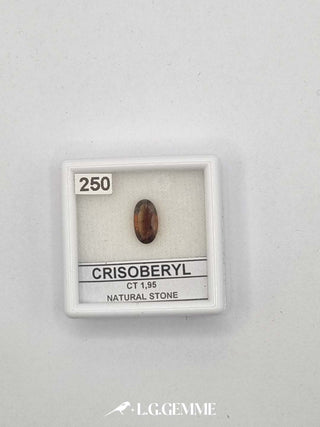 250
CRISOBERYL
CT 1,95
NATURAL STONE
L.G.GEMME